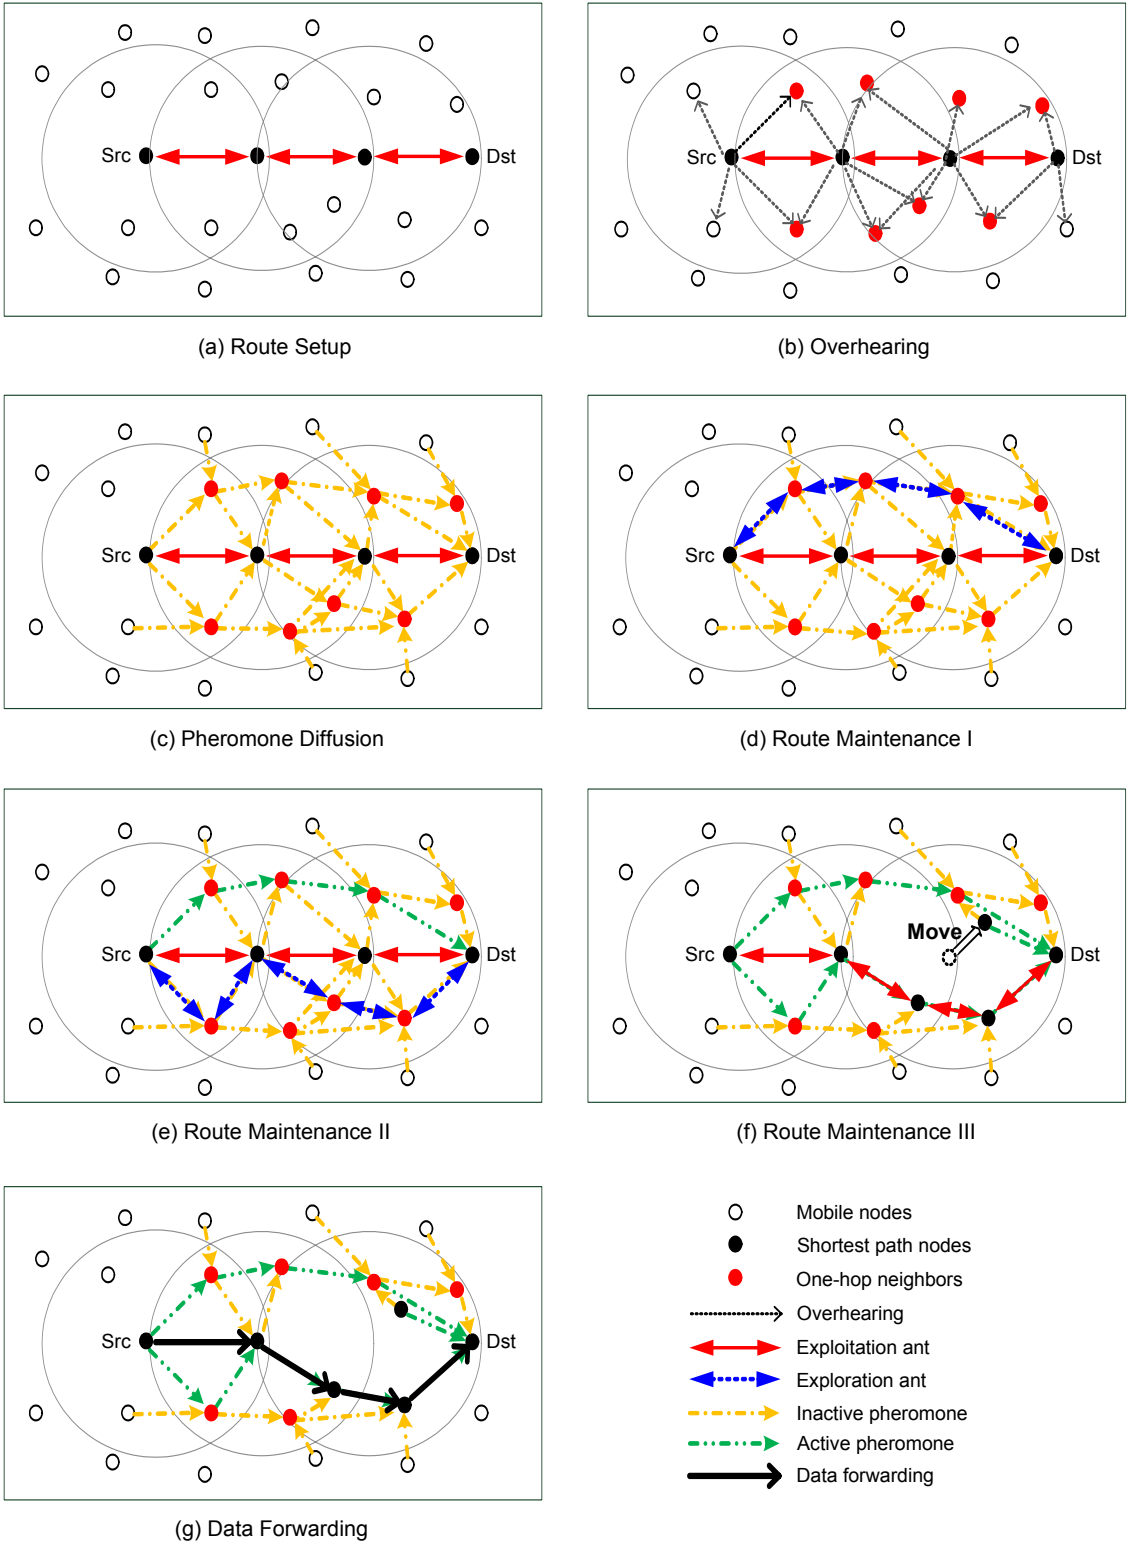 Src
Dst
(a) Route Setup
Src
Dst
(b) Overhearing
Src
Dst
(c) Pheromone Diffusion
Src
Dst
(d) Route Maintenance I
Src
Dst
(e) Route Maintenance II
Move
Src
Dst
(f) Route Maintenance III
Src
Dst
(g) Data Forwarding
Mobile nodes
Shortest path nodes
One-hop neighbors
Overhearing
Exploitation ant
Exploration ant
Inactive pheromone
Active pheromone
Data forwarding